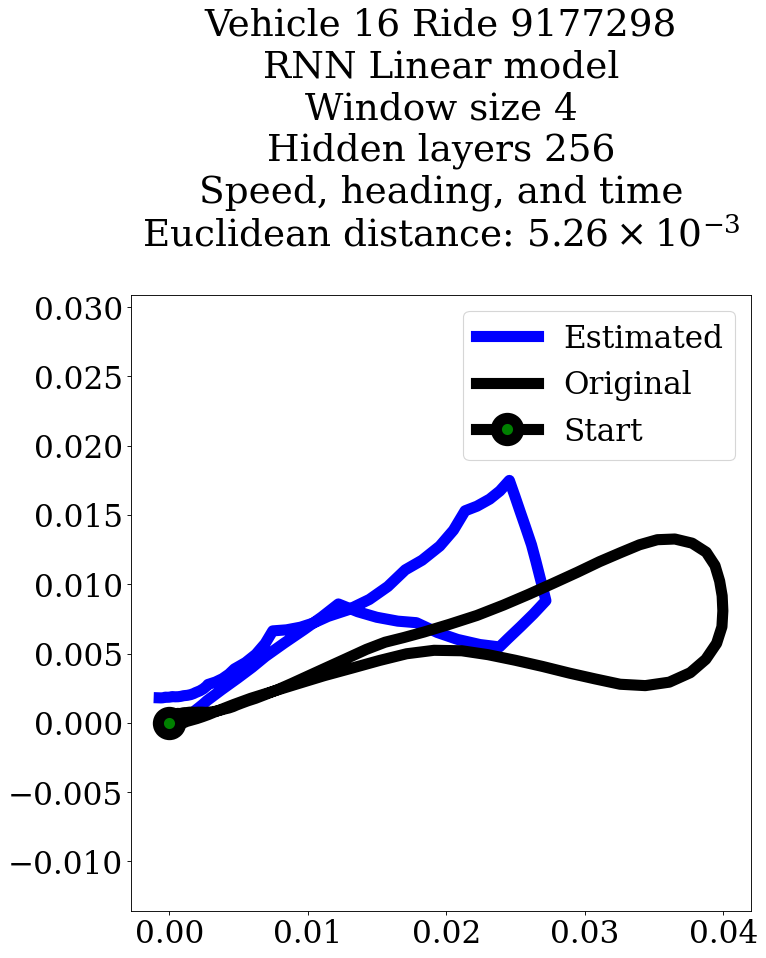 Vehicle 16 Ride 9177298
RNN Linear model
Window size 4
Hidden layers 256
Speed, heading, and time
Euclidean distance: 5.26 × 10⁻³
Estimated
Original
Start
0.030
0.025
0.020
0.015
0.010
0.005
0.000
−0.005
−0.010
0.00 0.01 0.02 0.03 0.04